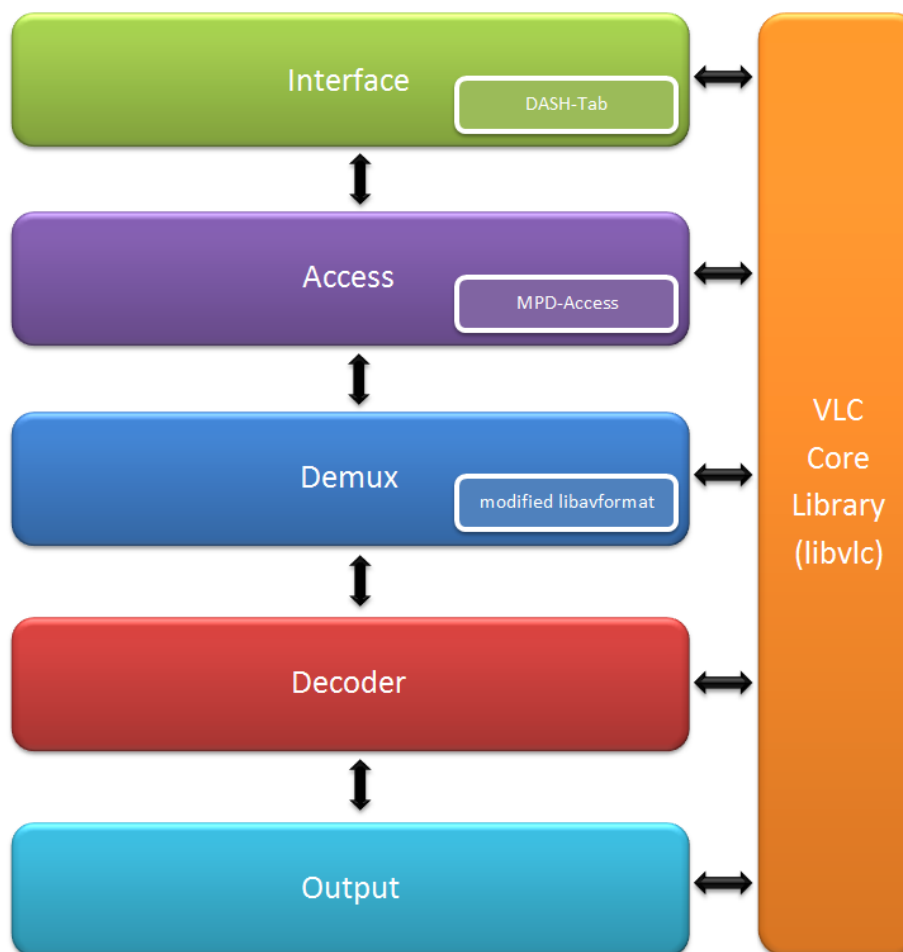 Interface
DASH-Tab
Access
MPD-Access
Demux
modified libavformat
Decoder
Output
VLC
Core
Library
(libvlc)